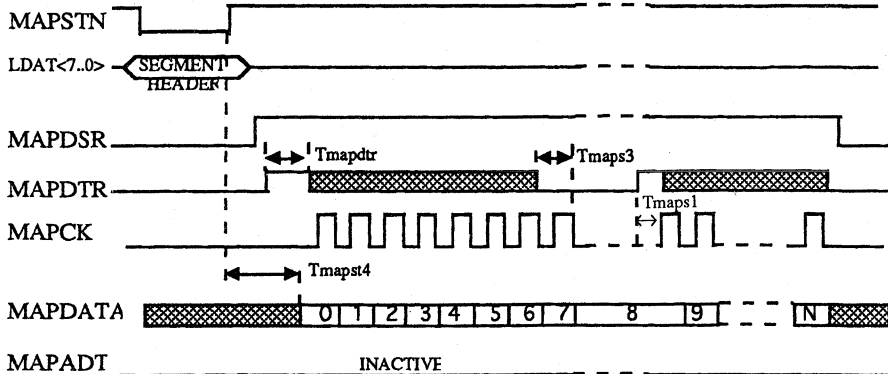 MAPSTN
LDAT<7..0> SEGMENT
HEADER
MAPDSR
Tmapdtr Tmaps3
MAPDTR
Tmaps1
MAPCK
Tmapst4
MAPDATA 0 1 2 3 4 5 6 7 8 9 N
MAPADT INACTIVE